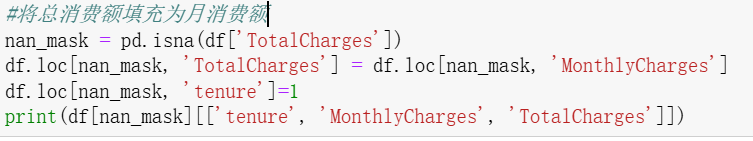 #将总消费额填充为月消费额
nan_mask = pd.isna(df['TotalCharges'])
df.loc[nan_mask, 'TotalCharges'] = df.loc[nan_mask, 'MonthlyCharges']
df.loc[nan_mask, 'tenure']=1
print(df[nan_mask][['tenure', 'MonthlyCharges', 'TotalCharges']])